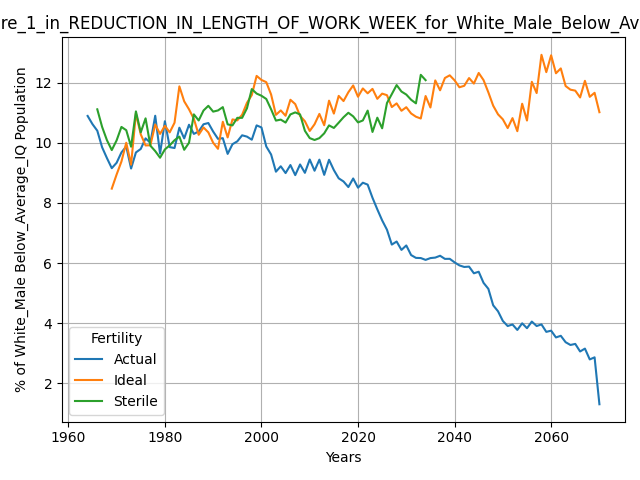 re_1_in_REDUCTION_IN_LENGTH_OF_WORK_WEEK_for_White_Male_Below_Av
% of White_Male Below_Average_IQ Population
12
10
8
6
4
2
Fertility
Actual
Ideal
Sterile
1960 1980 2000 2020 2040 2060
Years